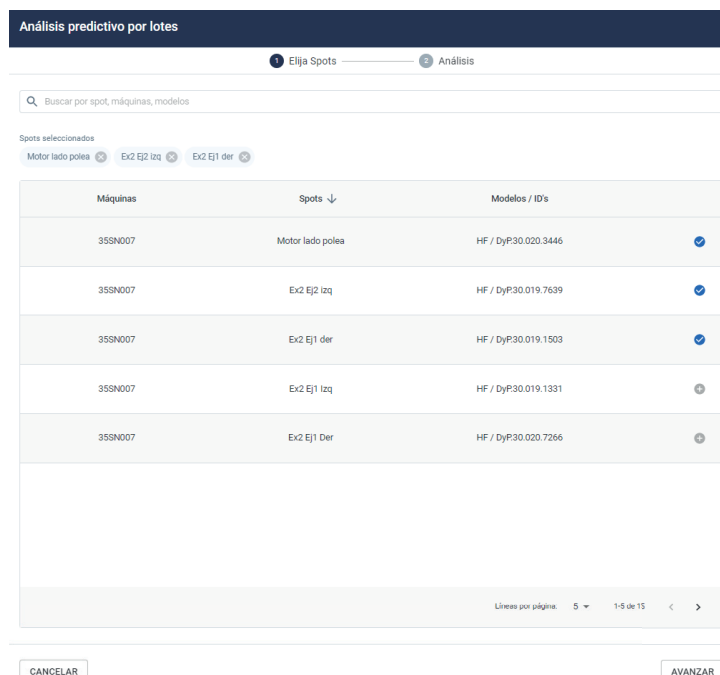 Análisis predictivo por lotes
1 Elija Spots 2 Análisis
Buscar por spot, máquinas, modelos
Spots seleccionados
Motor lado polea Ex2 Ej2 izq Ex2 Ej1 der
Máquinas Spots Modelos / ID's
35SN007 Motor lado polea HF / DyP.30.020.3446
35SN007 Ex2 Ej2 izq HF / DyP.30.019.7639
35SN007 Ex2 Ej1 der HF / DyP.30.019.1503
35SN007 Ex2 Ej1 Izq HF / DyP.30.019.1331
35SN007 Ex2 Ej1 Der HF / DyP.30.020.7266
Líneas por página: 5 1-5 de 15
CANCELAR AVANZAR